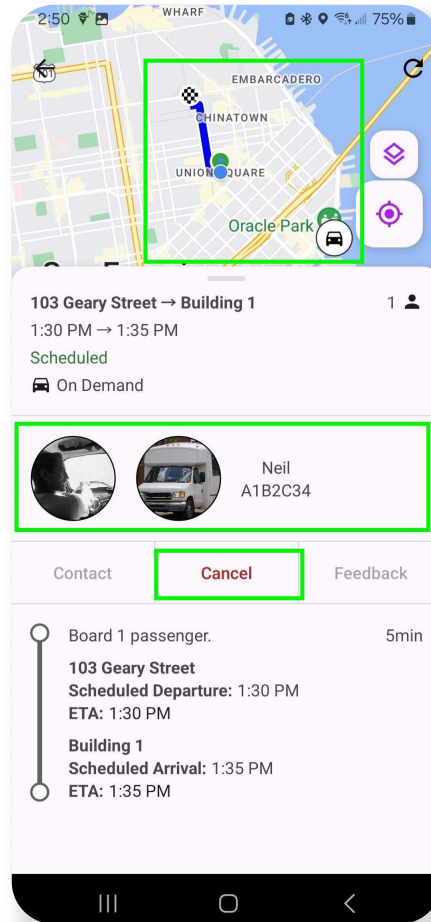 2:50
75%
WHARF
101
EMBARCADERO
CHINATOWN
UNION SQUARE
Oracle Park
103 Geary Street → Building 1
1
1:30 PM → 1:35 PM
Scheduled
On Demand
Neil
A1B2C34
Contact
Cancel
Feedback
Board 1 passenger.
5min
103 Geary Street
Scheduled Departure: 1:30 PM
ETA: 1:30 PM
Building 1
Scheduled Arrival: 1:35 PM
ETA: 1:35 PM